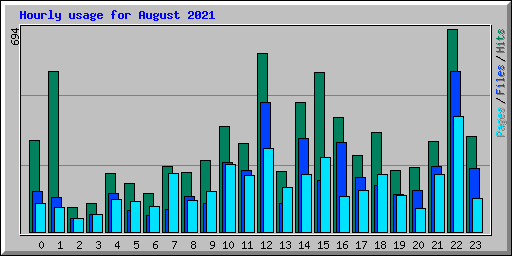 Hourly usage for August 2021
694
Pages/Files/Hits
0 1 2 3 4 5 6 7 8 9 10 11 12 13 14 15 16 17 18 19 20 21 22 23